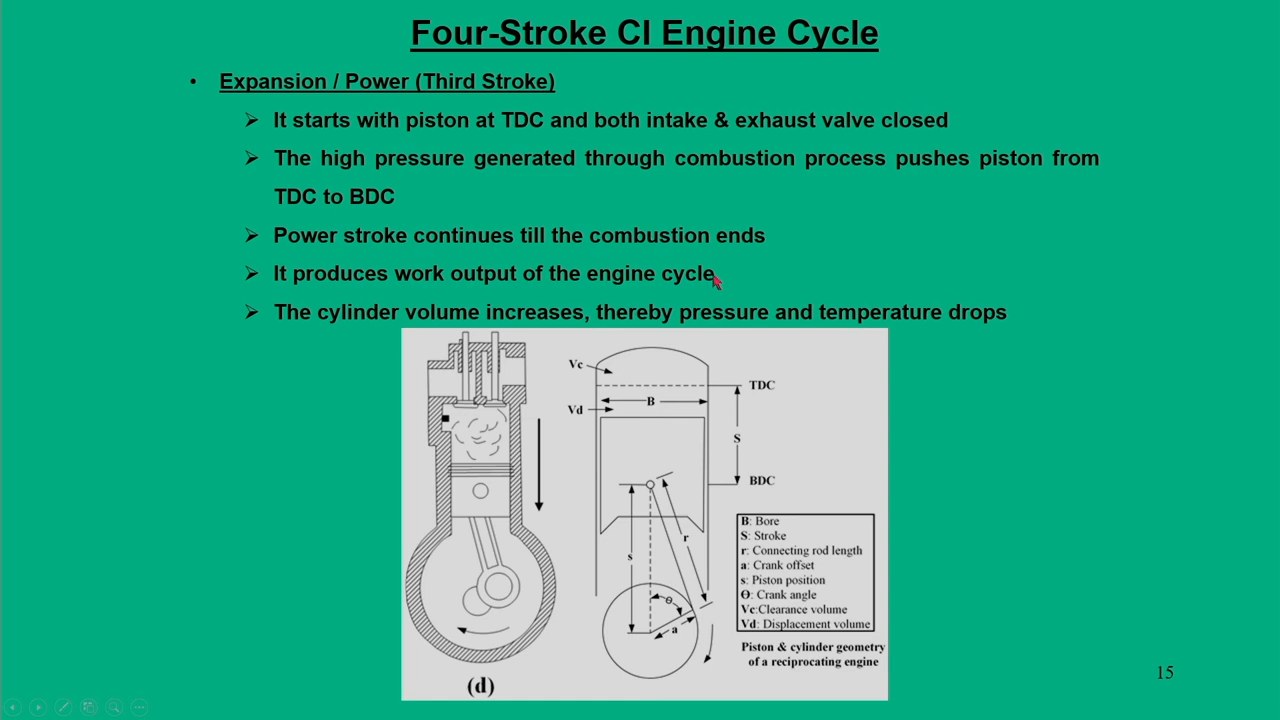 Four-Stroke CI Engine Cycle
• Expansion / Power (Third Stroke)
➢ It starts with piston at TDC and both intake & exhaust valve closed
➢ The high pressure generated through combustion process pushes piston from
TDC to BDC
➢ Power stroke continues till the combustion ends
➢ It produces work output of the engine cycle
➢ The cylinder volume increases, thereby pressure and temperature drops
Vc
TDC
B
Vd
S
BDC
r
s
Θ
a
B: Bore
S: Stroke
r: Connecting rod length
a: Crank offset
s: Piston position
Θ: Crank angle
Vc:Clearance volume
Vd: Displacement volume
Piston & cylinder geometry
of a reciprocating engine
(d)
15